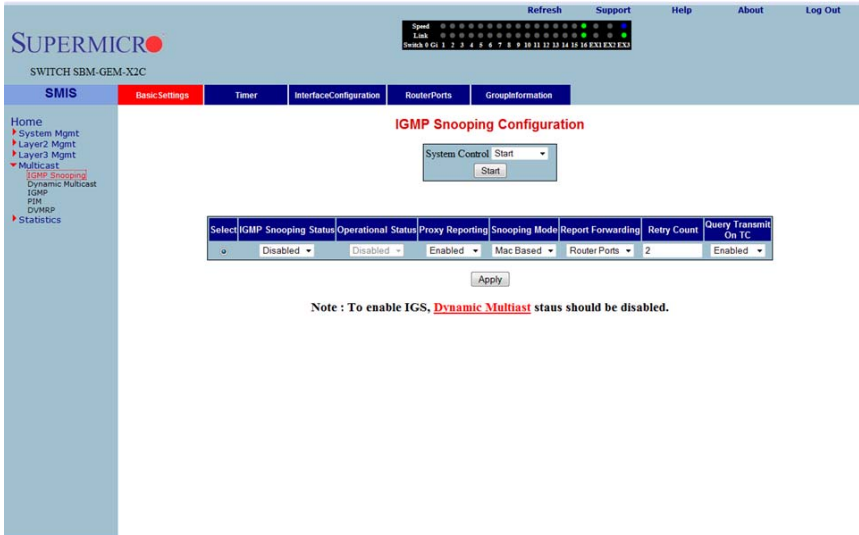 Refresh Support Help About Log Out
SUPERMICRO
SWITCH SBM-GEM-X2C
Speed
Link
Switch 0 Gi 1 2 3 4 5 6 7 8 9 10 11 12 13 14 15 16 EX1 EX2 EX3
SMIS
BasicSettings Timer InterfaceConfiguration RouterPorts GroupInformation
Home
System Mgmt
Layer2 Mgmt
Layer3 Mgmt
Multicast
IGMP Snooping
Dynamic Multicast
IGMP
PIM
DVMRP
Statistics
IGMP Snooping Configuration
System Control Start
Start
Select IGMP Snooping Status Operational Status Proxy Reporting Snooping Mode Report Forwarding Retry Count Query Transmit On TC
Disabled Disabled Enabled Mac Based Router Ports 2 Enabled
Apply
Note : To enable IGS, Dynamic Multiast staus should be disabled.